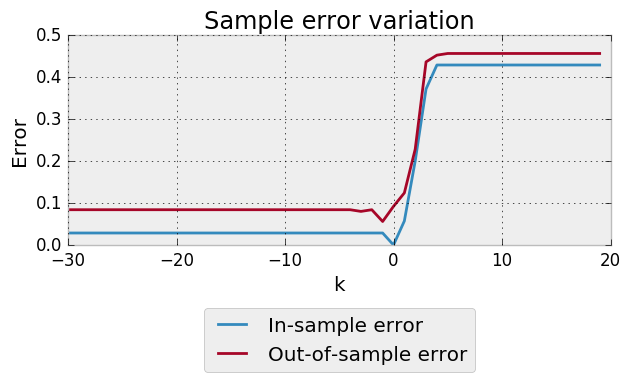 Sample error variation
0.5
0.4
0.3
0.2
0.1
0.0
Error
−30 −20 −10 0 10 20
k
In-sample error
Out-of-sample error